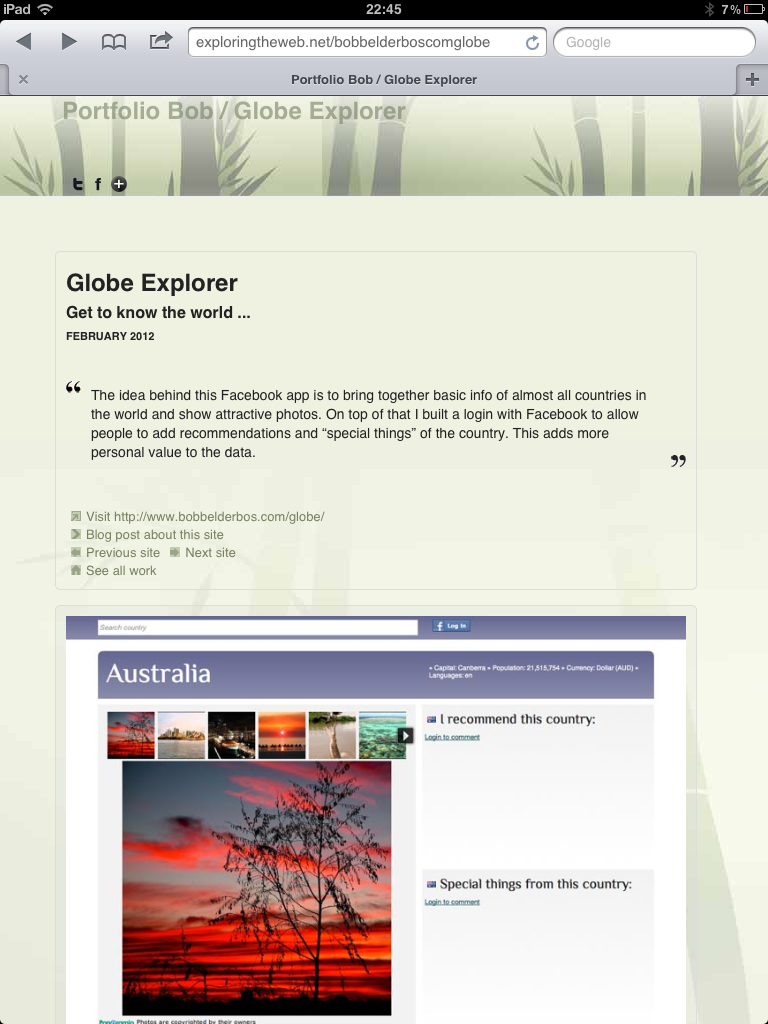 iPad 22:45 7%
exploringtheweb.net/bobbelderboscomglobe Google
Portfolio Bob / Globe Explorer
Portfolio Bob / Globe Explorer
Globe Explorer
Get to know the world ...
FEBRUARY 2012
“ The idea behind this Facebook app is to bring together basic info of almost all countries in
the world and show attractive photos. On top of that I built a login with Facebook to allow
people to add recommendations and “special things” of the country. This adds more
personal value to the data. ”
Visit http://www.bobbelderbos.com/globe/
Blog post about this site
Previous site Next site
See all work
Search country f Log In
Australia
» Capital: Canberra » Population: 21,515,754 » Currency: Dollar (AUD) »
Languages: en
I recommend this country:
Login to comment
Special things from this country:
Login to comment
Photos are copyrighted by their owners